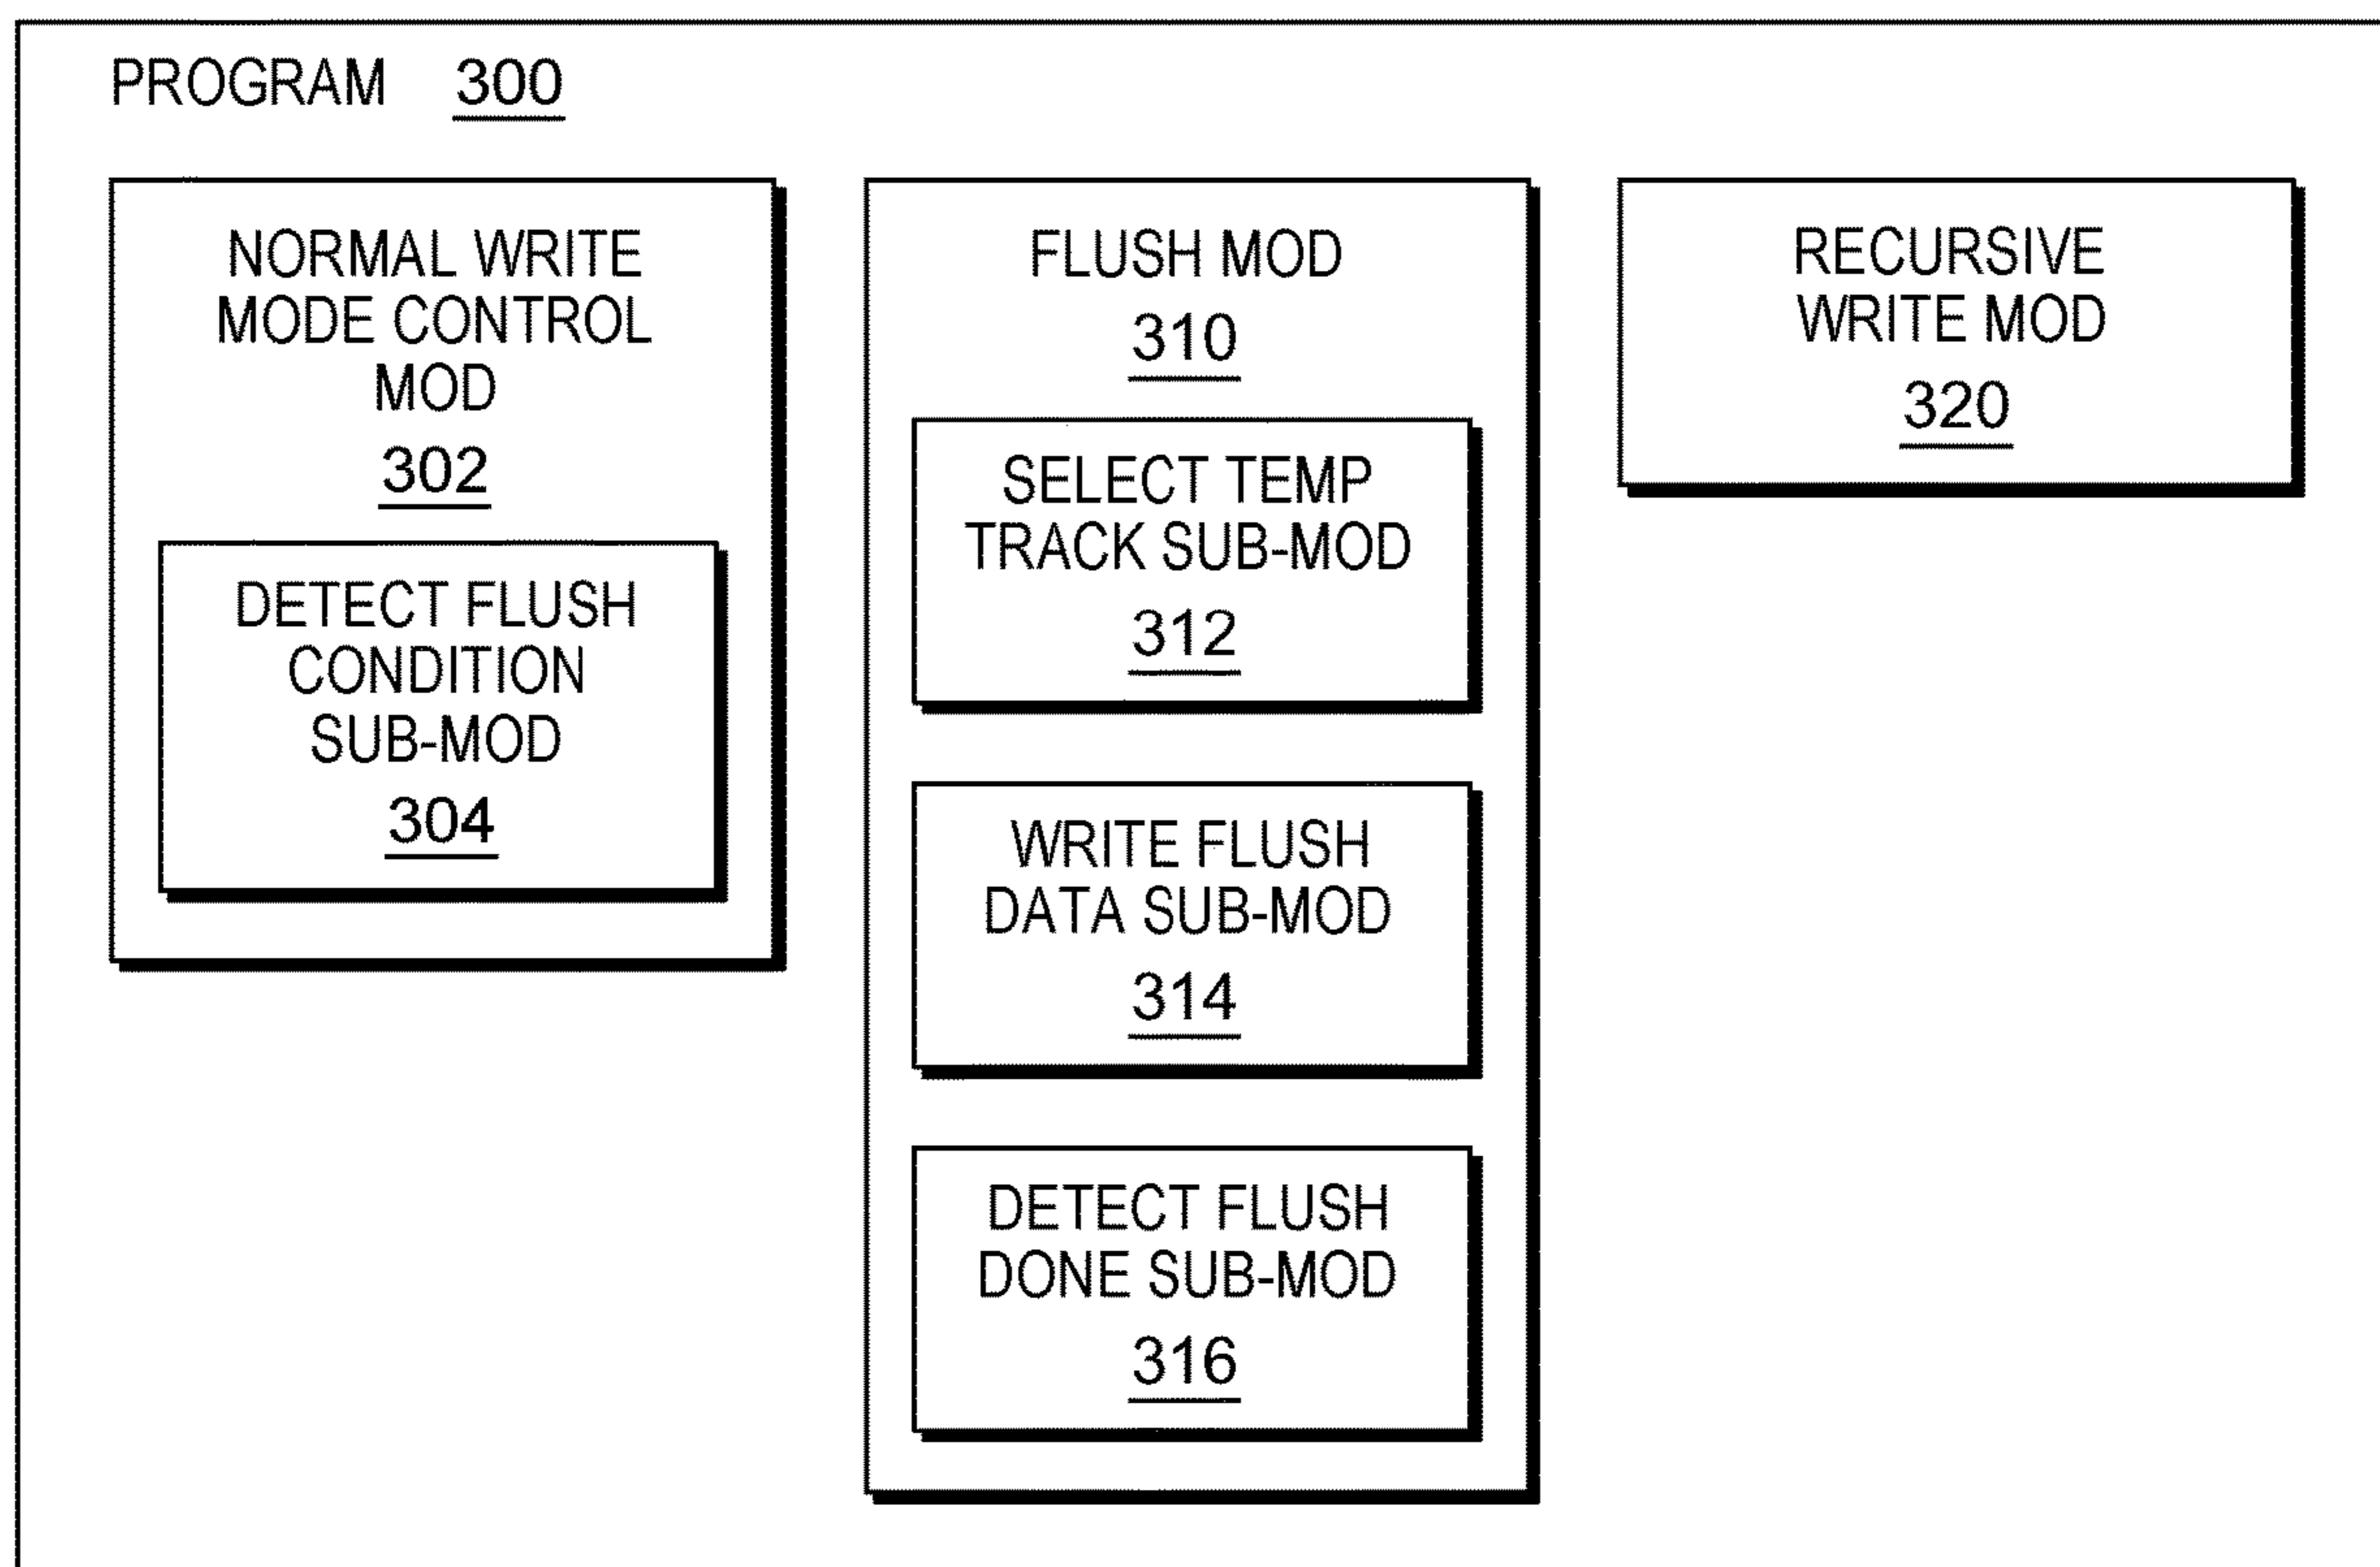 PROGRAM 300
NORMAL WRITE
MODE CONTROL
MOD
302
DETECT FLUSH
CONDITION
SUB-MOD
304
FLUSH MOD
310
SELECT TEMP
TRACK SUB-MOD
312
WRITE FLUSH
DATA SUB-MOD
314
DETECT FLUSH
DONE SUB-MOD
316
RECURSIVE
WRITE MOD
320